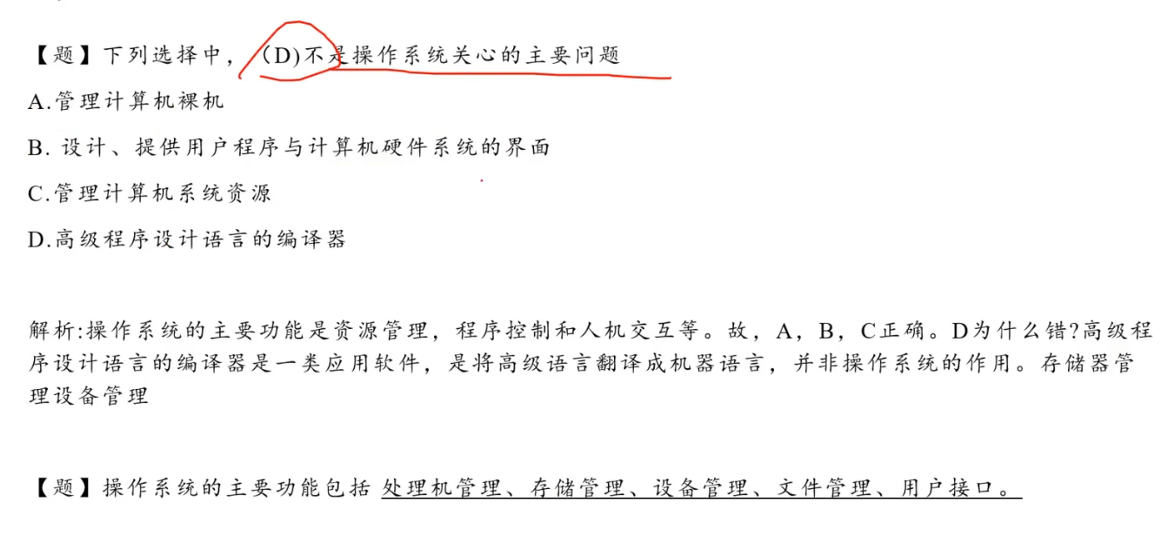 【题】下列选择中，（D)不是操作系统关心的主要问题
A.管理计算机裸机
B. 设计、提供用户程序与计算机硬件系统的界面
C.管理计算机系统资源
D.高级程序设计语言的编译器
解析:操作系统的主要功能是资源管理，程序控制和人机交互等。故，A，B，C正确。D为什么错?高级程
序设计语言的编译器是一类应用软件，是将高级语言翻译成机器语言，并非操作系统的作用。存储器管
理设备管理
【题】操作系统的主要功能包括 处理机管理、存储管理、设备管理、文件管理、用户接口。